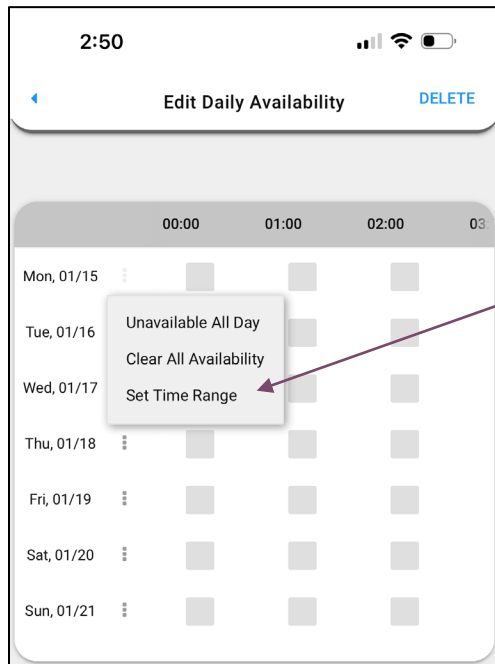 2:50
Edit Daily Availability DELETE
00:00 01:00 02:00 03:
Mon, 01/15
Unavailable All Day
Tue, 01/16
Clear All Availability
Wed, 01/17
Set Time Range
Thu, 01/18
Fri, 01/19
Sat, 01/20
Sun, 01/21